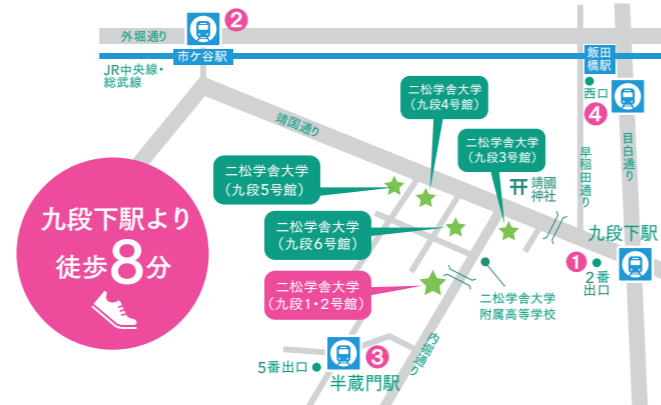 外堀通り
2
市ケ谷駅
JR中央線・
総武線
飯田
橋駅
西口
4
目白通り
早稲田通り
靖国通り
二松学舎大学
(九段4号館)
二松学舎大学
(九段3号館)
二松学舎大学
(九段5号館)
靖國
神社
二松学舎大学
(九段6号館)
九段下駅
1
2番
出口
二松学舎大学
(九段1・2号館)
二松学舎大学
附属高等学校
内堀通り
3
5番出口
半蔵門駅
九段下駅より
徒歩8分